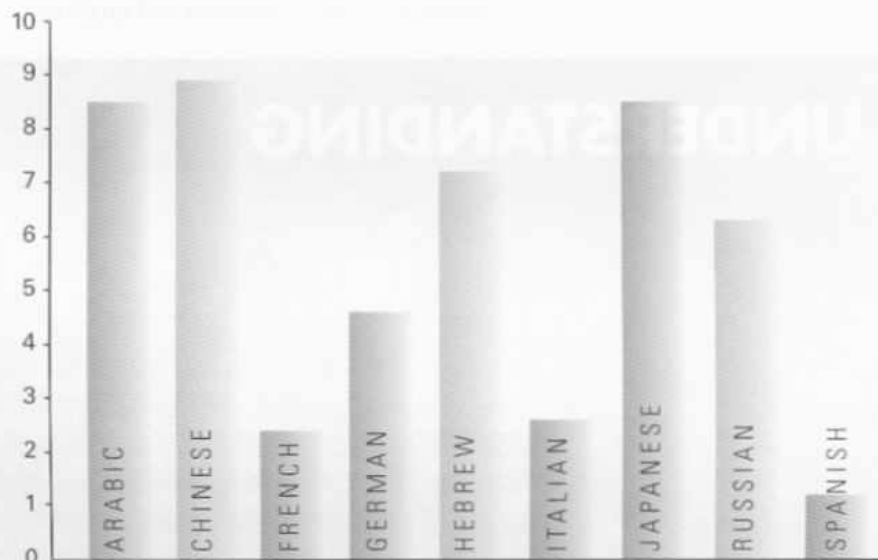 10
9
UNDERSTANDING
8
7
6
5
4
3
2
1
0
ARABIC
CHINESE
FRENCH
GERMAN
HEBREW
ITALIAN
JAPANESE
RUSSIAN
SPANISH